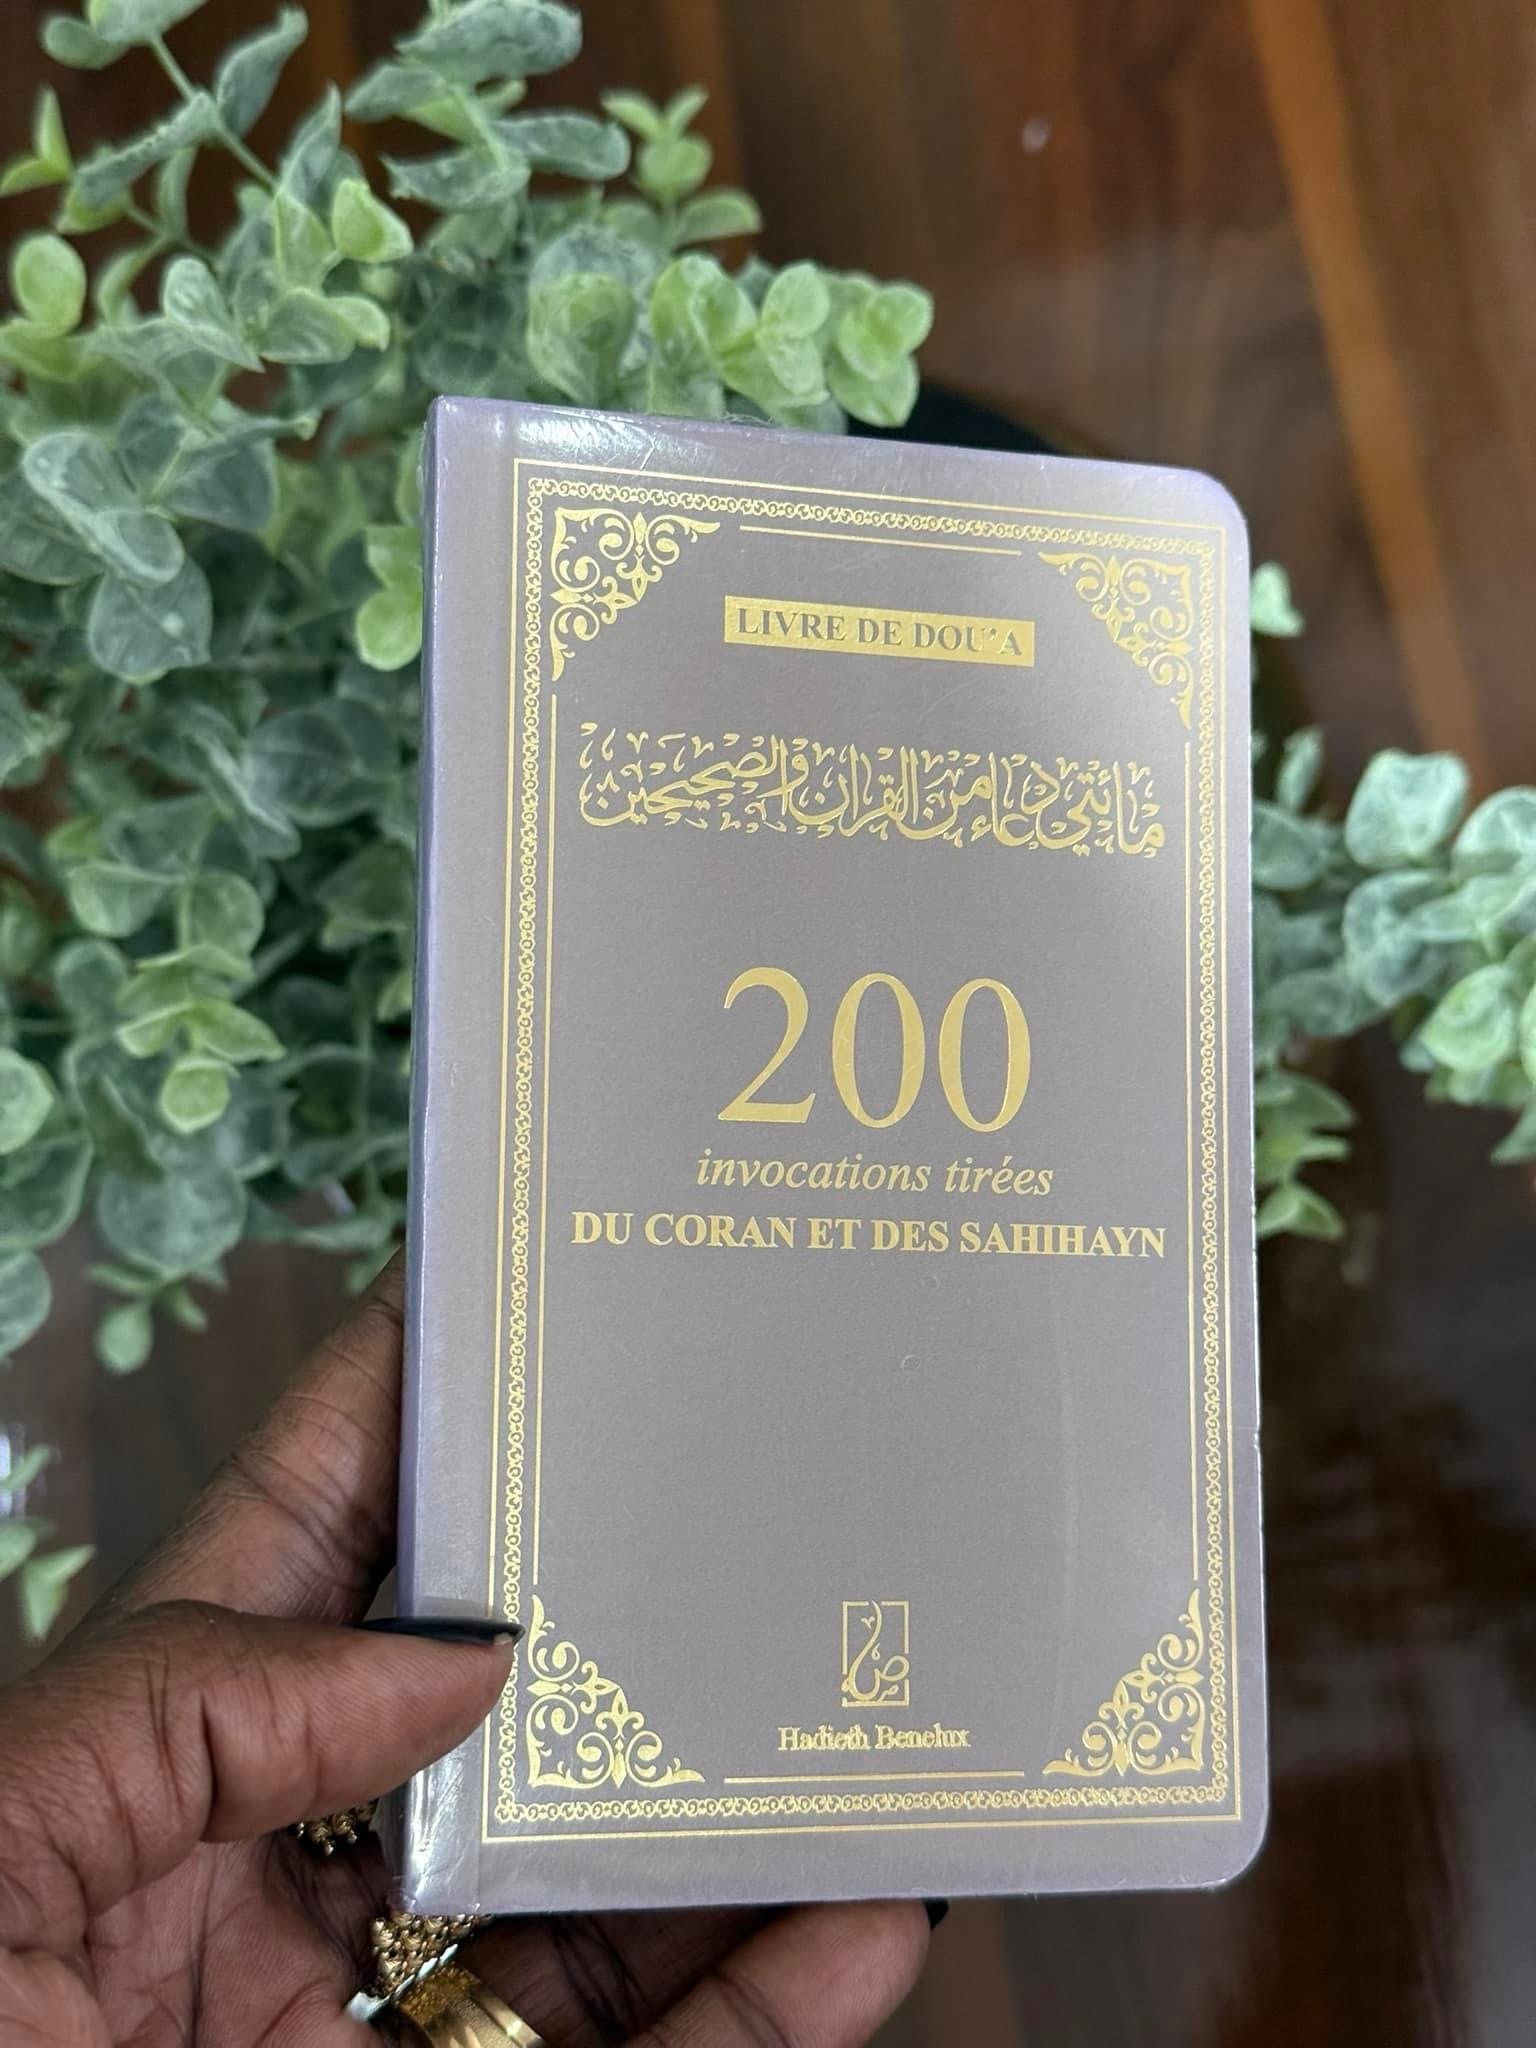 LIVRE DE DOU'A
مائتي دعاء من القرآن والصحيحين
200
invocations tirées
DU CORAN ET DES SAHIHAYN
Hadieth Benelux